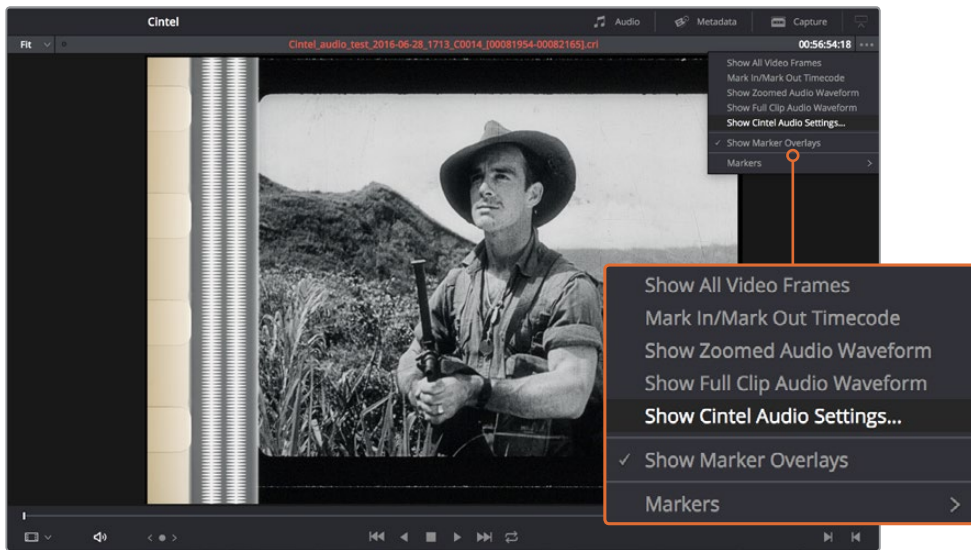 Cintel
Audio
Metadata
Capture
Fit
Cintel_audio_test_2016-06-28_1713_C0014_[00081954-00082165].cri
00:56:54:18
Show All Video Frames
Mark In/Mark Out Timecode
Show Zoomed Audio Waveform
Show Full Clip Audio Waveform
Show Cintel Audio Settings...
Show Marker Overlays
Markers
Show All Video Frames
Mark In/Mark Out Timecode
Show Zoomed Audio Waveform
Show Full Clip Audio Waveform
Show Cintel Audio Settings...
Show Marker Overlays
Markers